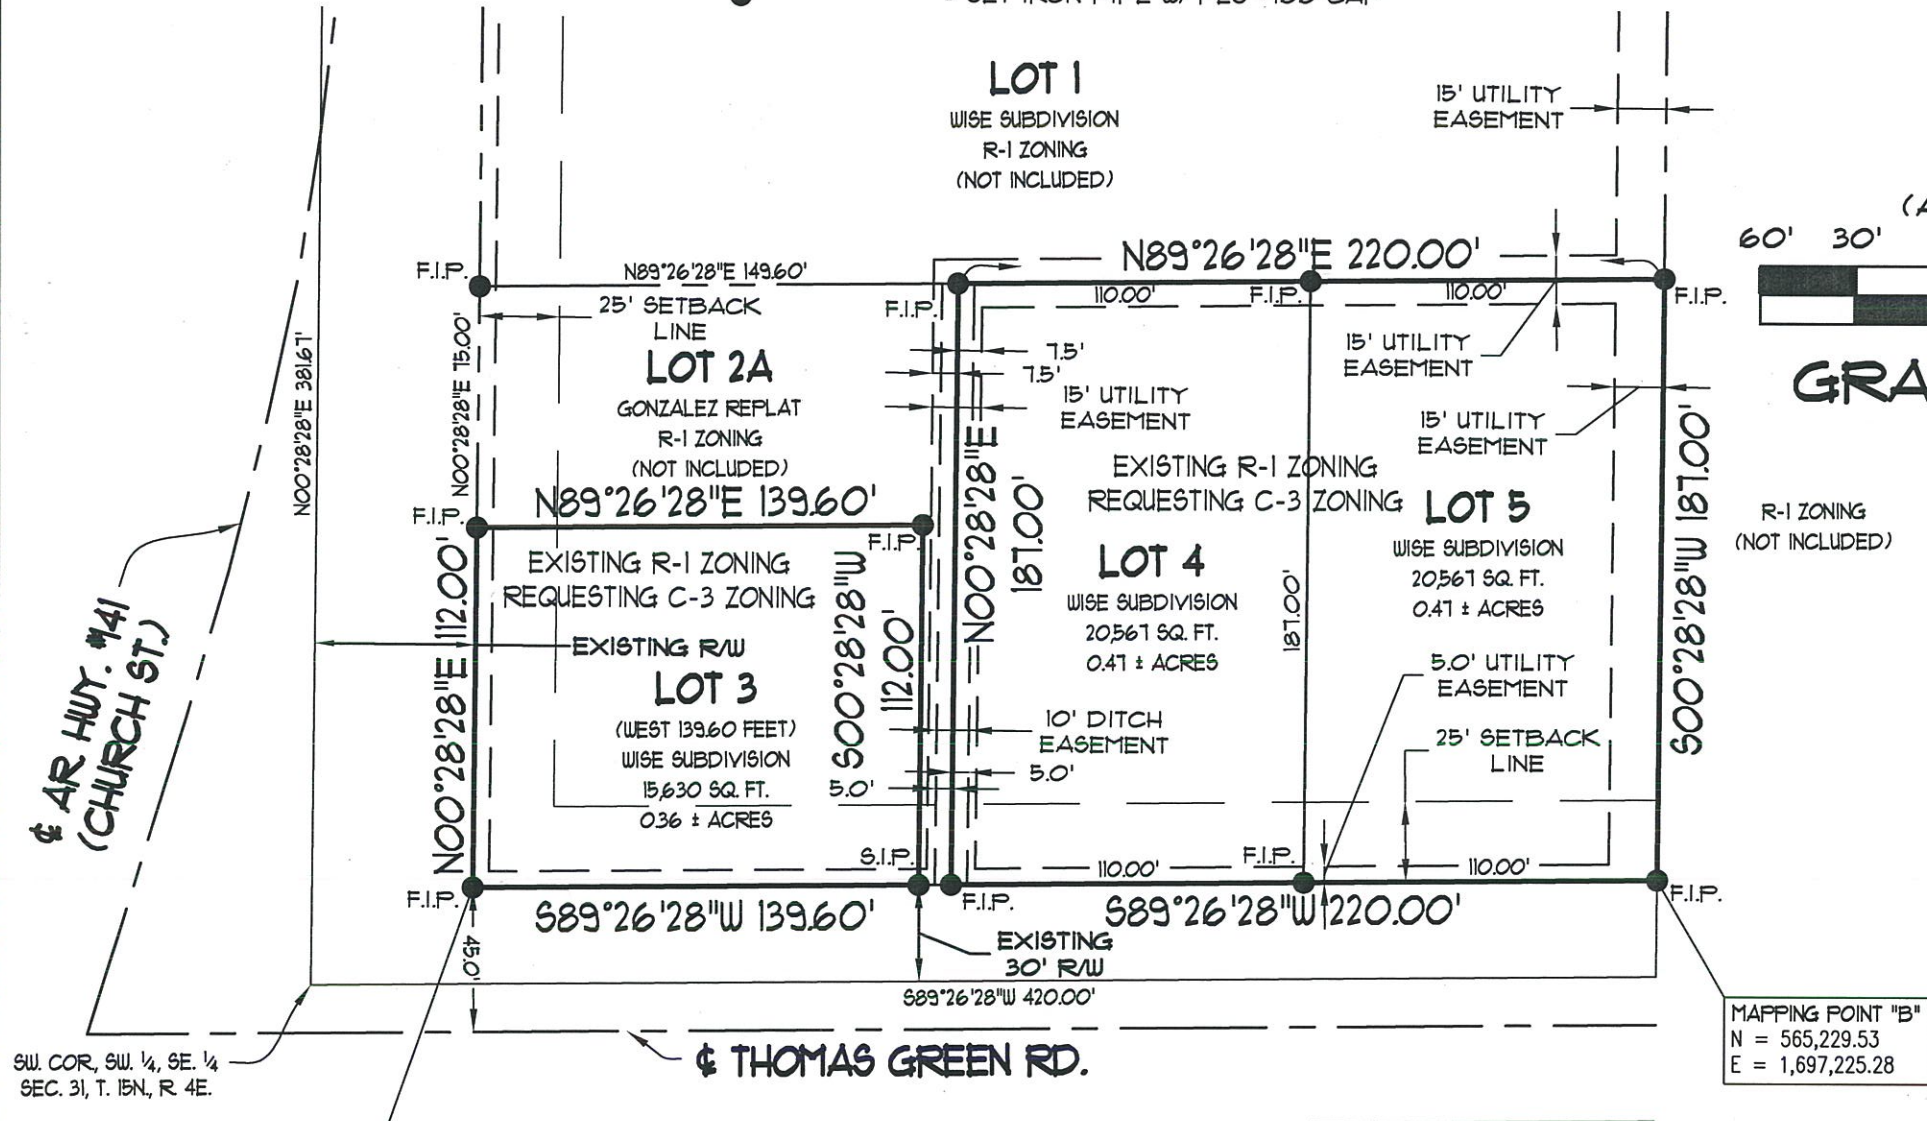 LOT 1
WISE SUBDIVISION
R-1 ZONING
(NOT INCLUDED)
15' UTILITY
EASEMENT
60' 30'
GRA
N89°26'28"E 220.00'
F.I.P.
N89°26'28"E 149.60'
F.I.P.
110.00'
F.I.P.
110.00'
F.I.P.
25' SETBACK
LINE
N00°28'28"E 75.00'
N00°28'28"E 381.67'
LOT 2A
GONZALEZ REPLAT
R-1 ZONING
(NOT INCLUDED)
7.5'
7.5'
15' UTILITY
EASEMENT
15' UTILITY
EASEMENT
15' UTILITY
EASEMENT
N00°28'28"E
187.00'
EXISTING R-1 ZONING
REQUESTING C-3 ZONING
LOT 5
WISE SUBDIVISION
20,567 SQ. FT.
0.47 ± ACRES
S00°28'28"W 187.00'
R-1 ZONING
(NOT INCLUDED)
F.I.P.
N89°26'28"E 139.60'
F.I.P.
EXISTING R-1 ZONING
REQUESTING C-3 ZONING
S00°28'28"W
112.00'
N00°28'28"E 112.00'
EXISTING R/W
LOT 3
(WEST 139.60 FEET)
WISE SUBDIVISION
15,630 SQ. FT.
0.36 ± ACRES
5.0'
LOT 4
WISE SUBDIVISION
20,567 SQ. FT.
0.47 ± ACRES
187.00'
10' DITCH
EASEMENT
5.0'
5.0' UTILITY
EASEMENT
25' SETBACK
LINE
℄ AR. HWY. #141
(CHURCH ST.)
S.I.P.
110.00'
F.I.P.
110.00'
F.I.P.
S89°26'28"W 139.60'
F.I.P.
S89°26'28"W 220.00'
F.I.P.
45.0'
EXISTING
30' R/W
S89°26'28"W 420.00'
SW. COR., SW. 1/4, SE. 1/4
SEC. 31, T. 15N., R. 4E.
℄ THOMAS GREEN RD.
MAPPING POINT "B"
N = 565,229.53
E = 1,697,225.28